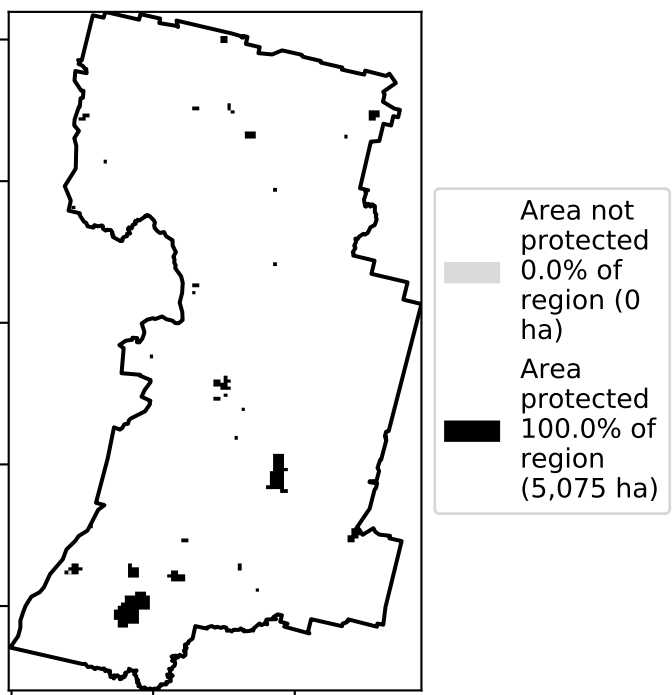 Area not
protected
0.0% of
region (0
ha)
Area
protected
100.0% of
region
(5,075 ha)